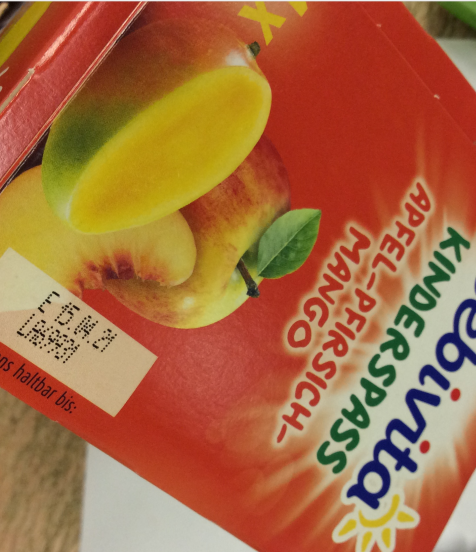 ebivita
KINDERSPASS
APFEL-PFIRSICH-
MANGO
E 15.04.21
ns haltbar bis: